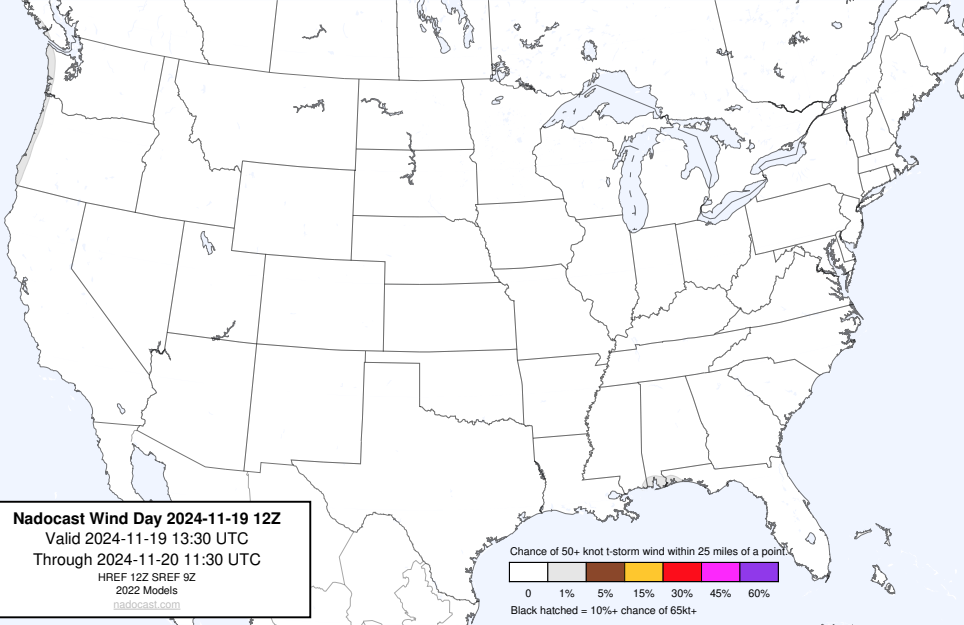 Nadocast Wind Day 2024-11-19 12Z
Valid 2024-11-19 13:30 UTC
Through 2024-11-20 11:30 UTC
HREF 12Z SREF 9Z
2022 Models
nadocast.com
Chance of 50+ knot t-storm wind within 25 miles of a point.
0 1% 5% 15% 30% 45% 60%
Black hatched = 10%+ chance of 65kt+